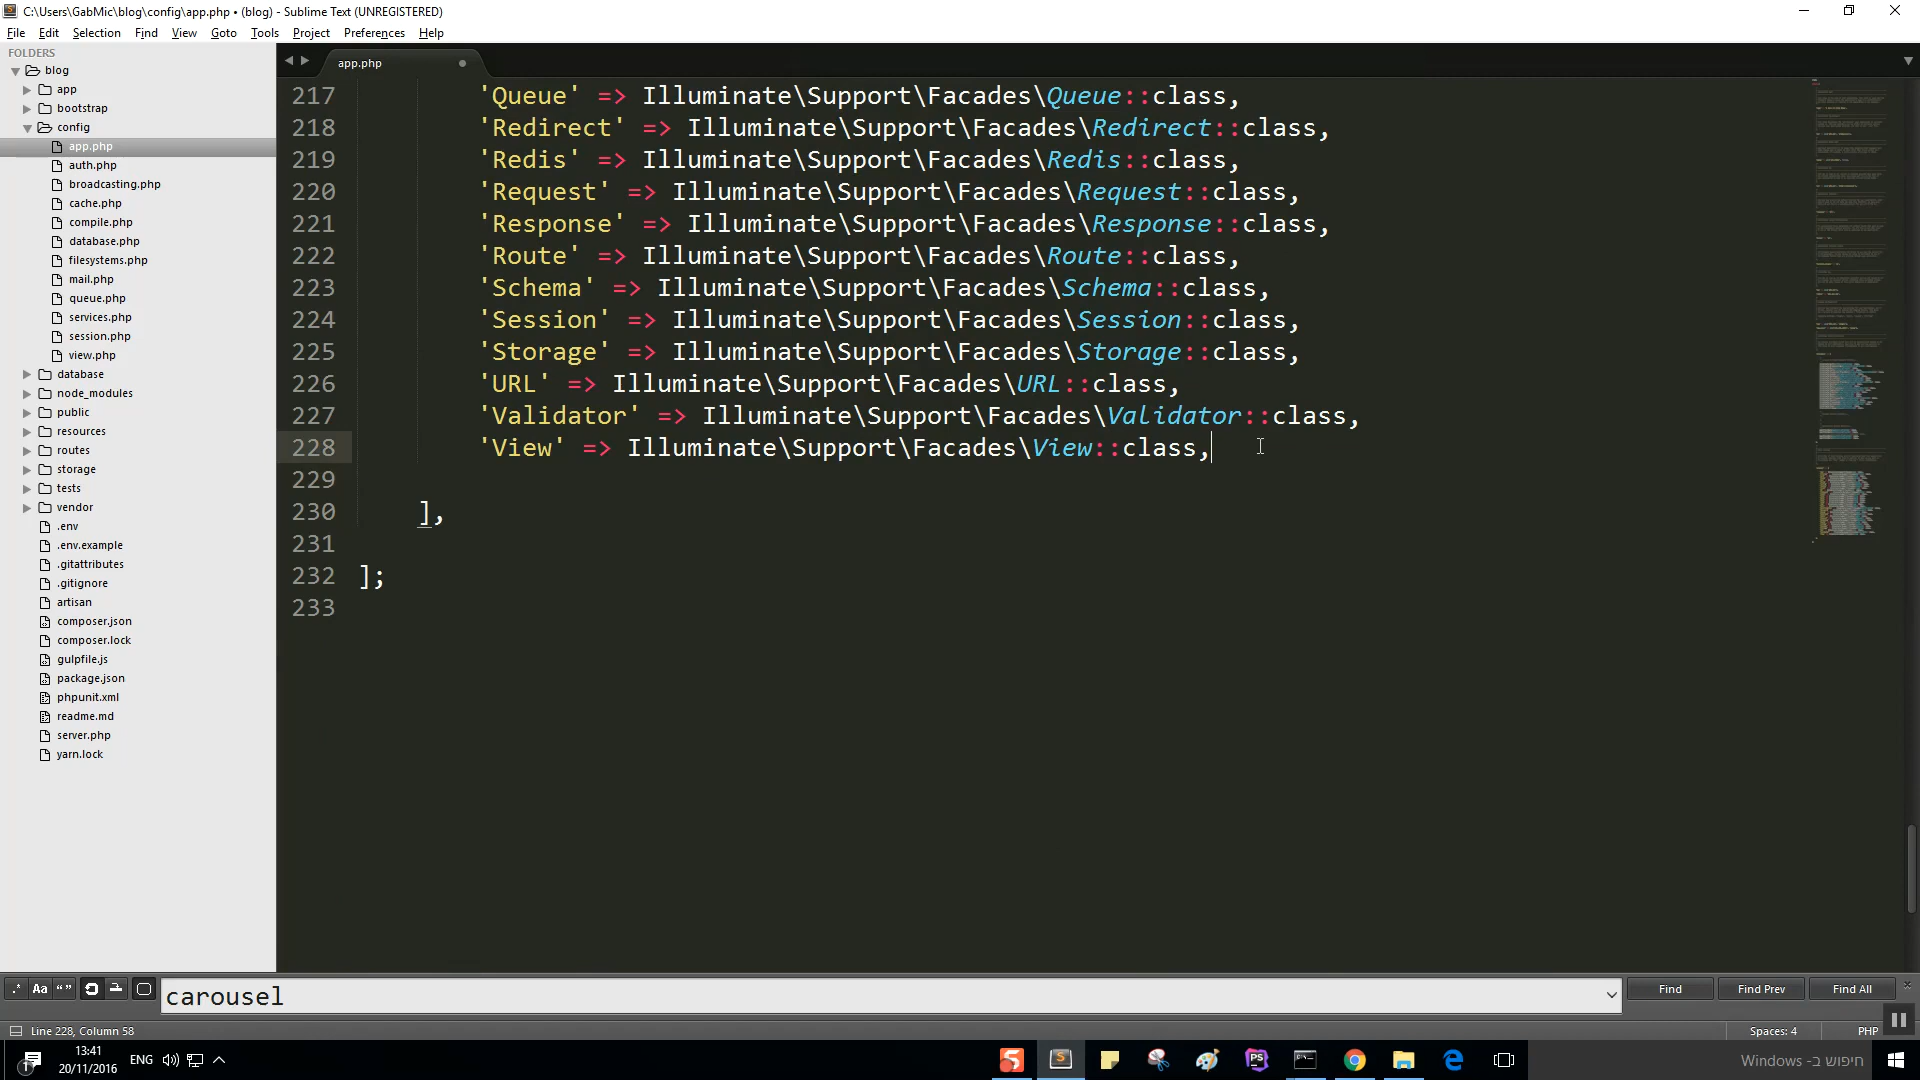 C:\Users\GabMic\blog\config\app.php • (blog) - Sublime Text (UNREGISTERED)
File Edit Selection Find View Goto Tools Project Preferences Help
FOLDERS
blog
app
bootstrap
config
app.php
auth.php
broadcasting.php
cache.php
compile.php
database.php
filesystems.php
mail.php
queue.php
services.php
session.php
view.php
database
node_modules
public
resources
routes
storage
tests
vendor
.env
.env.example
.gitattributes
.gitignore
artisan
composer.json
composer.lock
gulpfile.js
package.json
phpunit.xml
readme.md
server.php
yarn.lock
app.php
217 'Queue' => Illuminate\Support\Facades\Queue::class,
218 'Redirect' => Illuminate\Support\Facades\Redirect::class,
219 'Redis' => Illuminate\Support\Facades\Redis::class,
220 'Request' => Illuminate\Support\Facades\Request::class,
221 'Response' => Illuminate\Support\Facades\Response::class,
222 'Route' => Illuminate\Support\Facades\Route::class,
223 'Schema' => Illuminate\Support\Facades\Schema::class,
224 'Session' => Illuminate\Support\Facades\Session::class,
225 'Storage' => Illuminate\Support\Facades\Storage::class,
226 'URL' => Illuminate\Support\Facades\URL::class,
227 'Validator' => Illuminate\Support\Facades\Validator::class,
228 'View' => Illuminate\Support\Facades\View::class,
229
230 ],
231
232 ];
233
.* Aa “” carousel Find Find Prev Find All
Line 228, Column 58 Spaces: 4 PHP
1 13:41 ENG חיפוש ב- Windows
20/11/2016